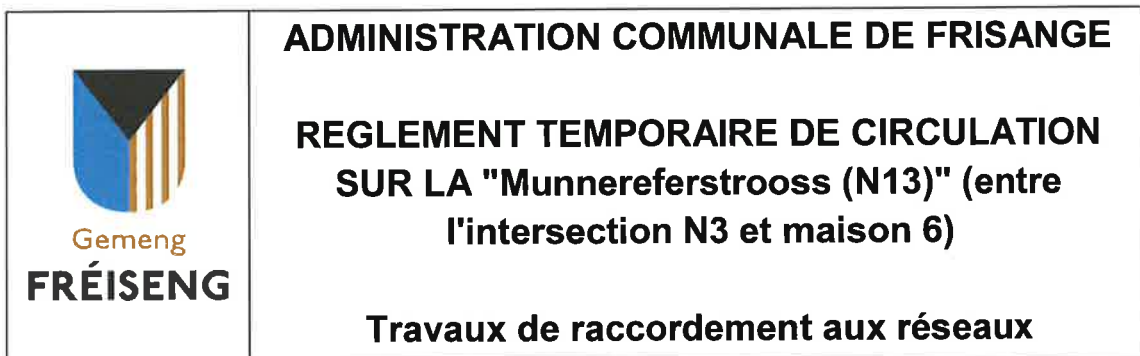 Gemeng
FRÉISENG
ADMINISTRATION COMMUNALE DE FRISANGE
REGLEMENT TEMPORAIRE DE CIRCULATION
SUR LA "Munnereferstrooss (N13)" (entre
l'intersection N3 et maison 6)
Travaux de raccordement aux réseaux